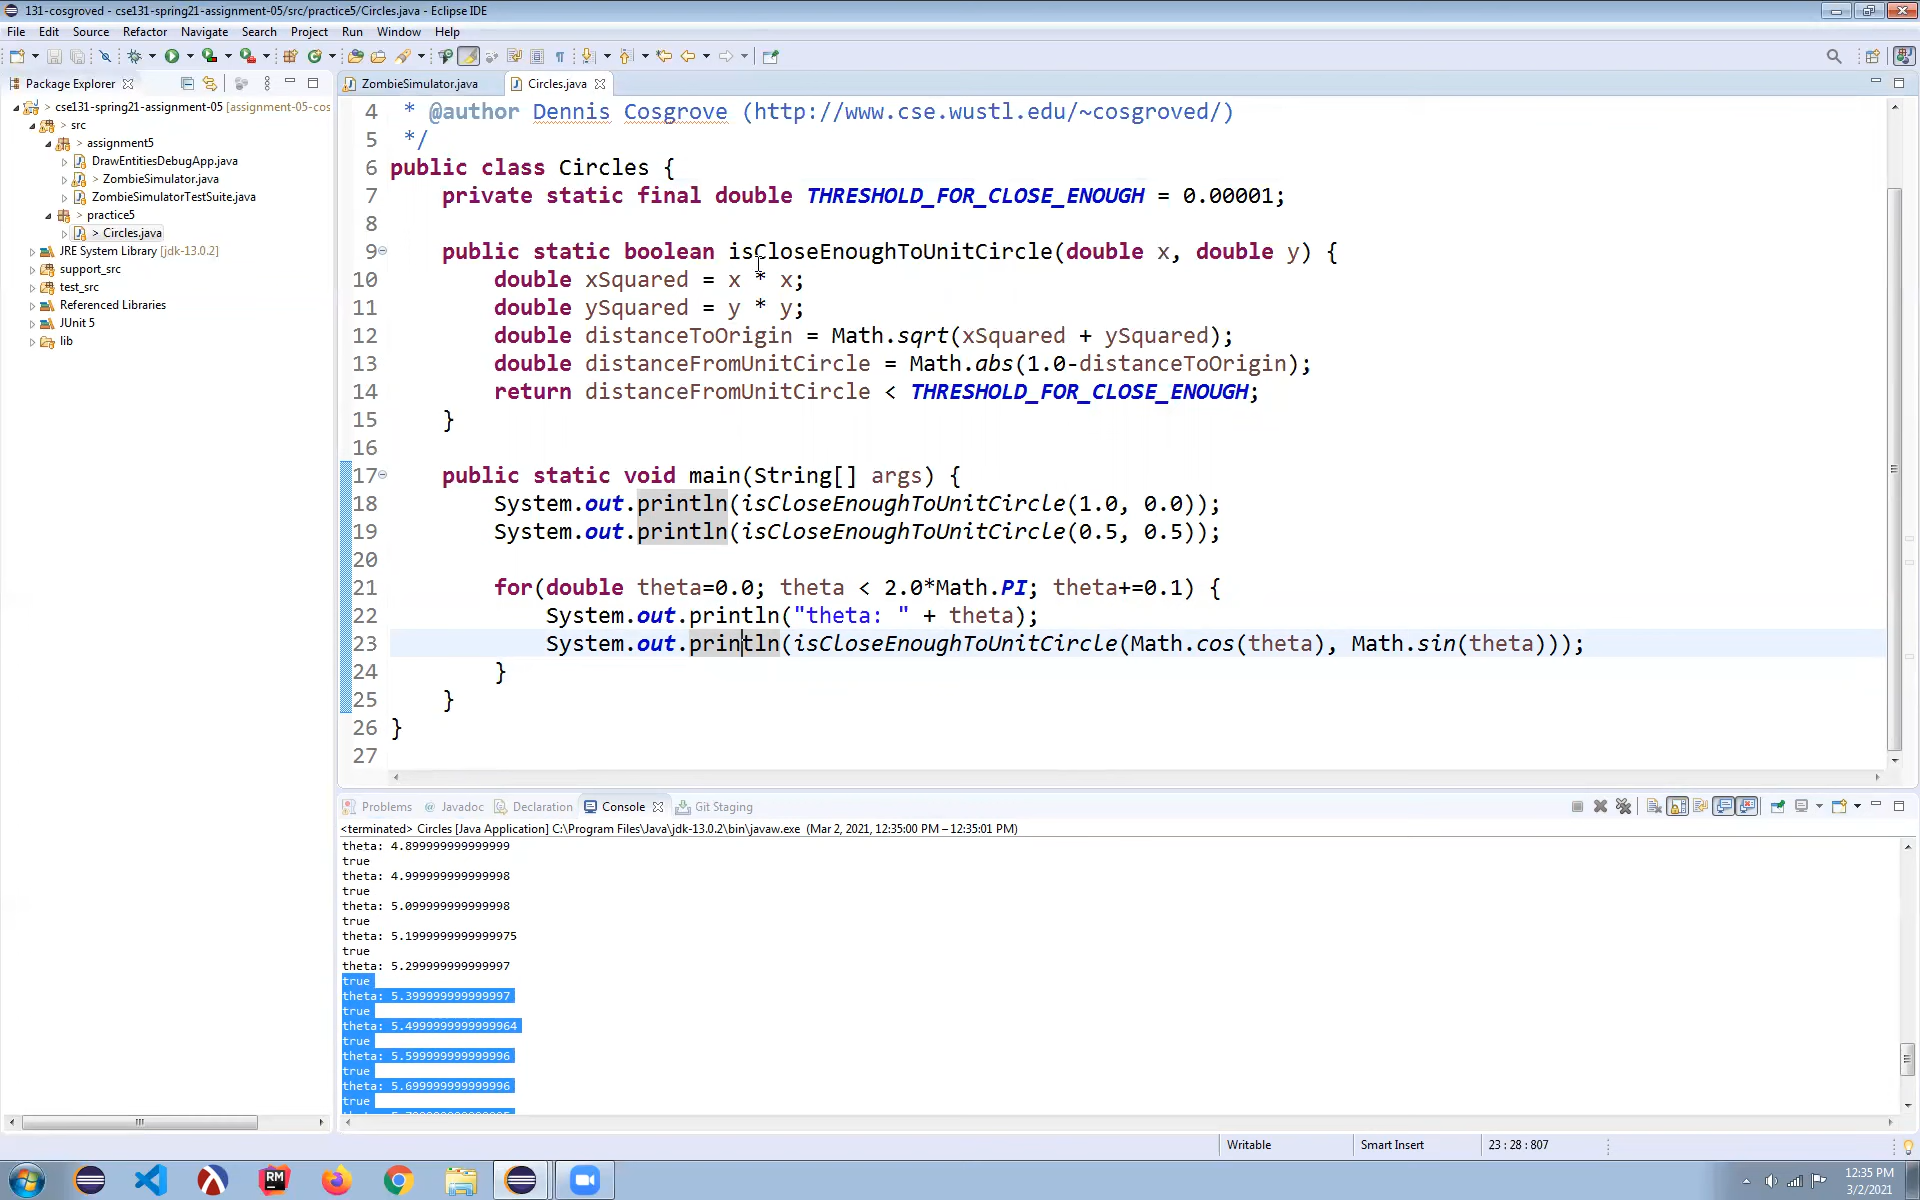 131-cosgroved - cse131-spring21-assignment-05/src/practice5/Circles.java - Eclipse IDE
File Edit Source Refactor Navigate Search Project Run Window Help
Package Explorer
ZombieSimulator.java
Circles.java
> cse131-spring21-assignment-05 [assignment-05-cos
> src
> assignment5
DrawEntitiesDebugApp.java
> ZombieSimulator.java
ZombieSimulatorTestSuite.java
> practice5
> Circles.java
JRE System Library [jdk-13.0.2]
support_src
test_src
Referenced Libraries
JUnit 5
lib
4 * @author Dennis Cosgrove (http://www.cse.wustl.edu/~cosgroved/)
5 */
6 public class Circles {
7 private static final double THRESHOLD_FOR_CLOSE_ENOUGH = 0.00001;
8
9 public static boolean isCloseEnoughToUnitCircle(double x, double y) {
10 double xSquared = x * x;
11 double ySquared = y * y;
12 double distanceToOrigin = Math.sqrt(xSquared + ySquared);
13 double distanceFromUnitCircle = Math.abs(1.0-distanceToOrigin);
14 return distanceFromUnitCircle < THRESHOLD_FOR_CLOSE_ENOUGH;
15 }
16
17 public static void main(String[] args) {
18 System.out.println(isCloseEnoughToUnitCircle(1.0, 0.0));
19 System.out.println(isCloseEnoughToUnitCircle(0.5, 0.5));
20
21 for(double theta=0.0; theta < 2.0*Math.PI; theta+=0.1) {
22 System.out.println("theta: " + theta);
23 System.out.println(isCloseEnoughToUnitCircle(Math.cos(theta), Math.sin(theta)));
24 }
25 }
26 }
27
Problems @ Javadoc Declaration Console Git Staging
<terminated> Circles [Java Application] C:\Program Files\Java\jdk-13.0.2\bin\javaw.exe (Mar 2, 2021, 12:35:00 PM – 12:35:01 PM)
theta: 4.899999999999999
true
theta: 4.999999999999998
true
theta: 5.099999999999998
true
theta: 5.1999999999999975
true
theta: 5.299999999999997
true
theta: 5.399999999999997
true
theta: 5.4999999999999964
true
theta: 5.599999999999996
true
theta: 5.699999999999996
true
Writable
Smart Insert
23 : 28 : 807
RM
12:35 PM
3/2/2021